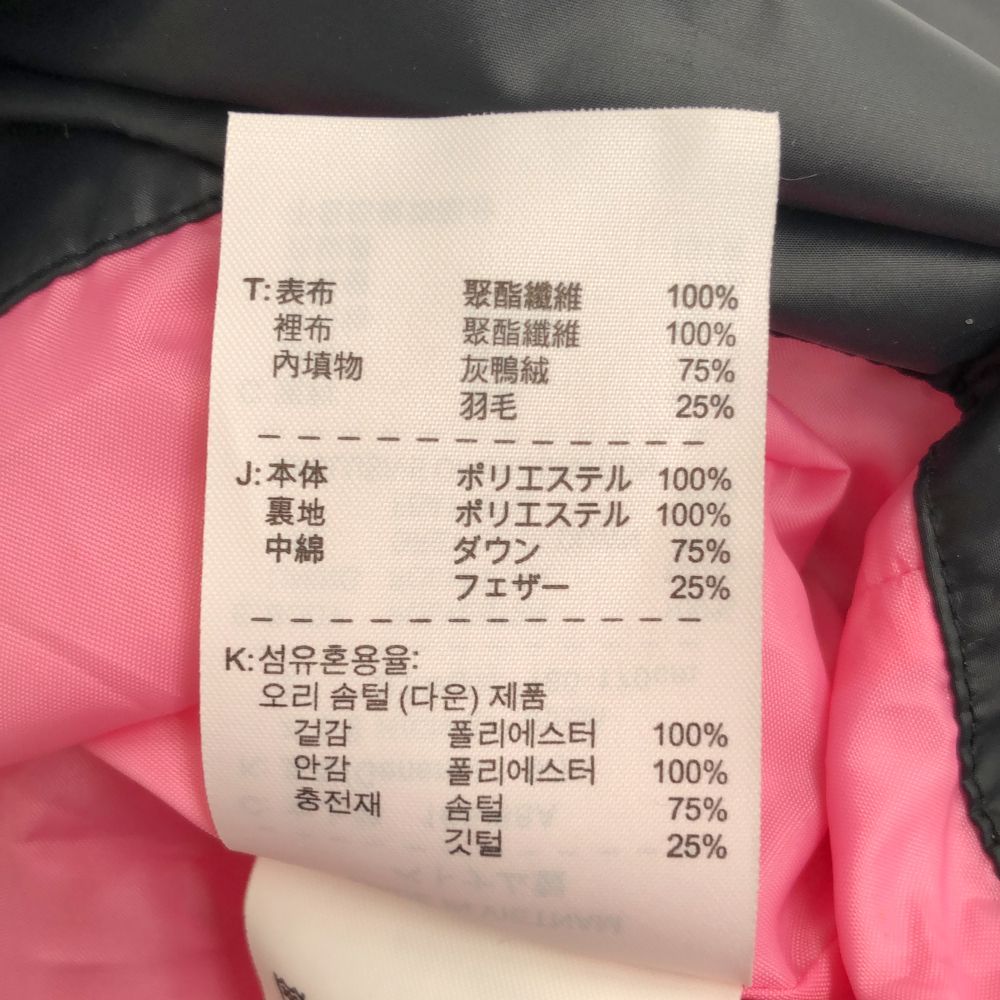 T: 表布 聚酯纖維 100%
裡布 聚酯纖維 100%
內填物 灰鴨絨 75%
羽毛 25%
J: 本体 ポリエステル 100%
裏地 ポリエステル 100%
中綿 ダウン 75%
フェザー 25%
K: 섬유혼용율:
오리 솜털 (다운) 제품
겉감 폴리에스터 100%
안감 폴리에스터 100%
충전재 솜털 75%
깃털 25%